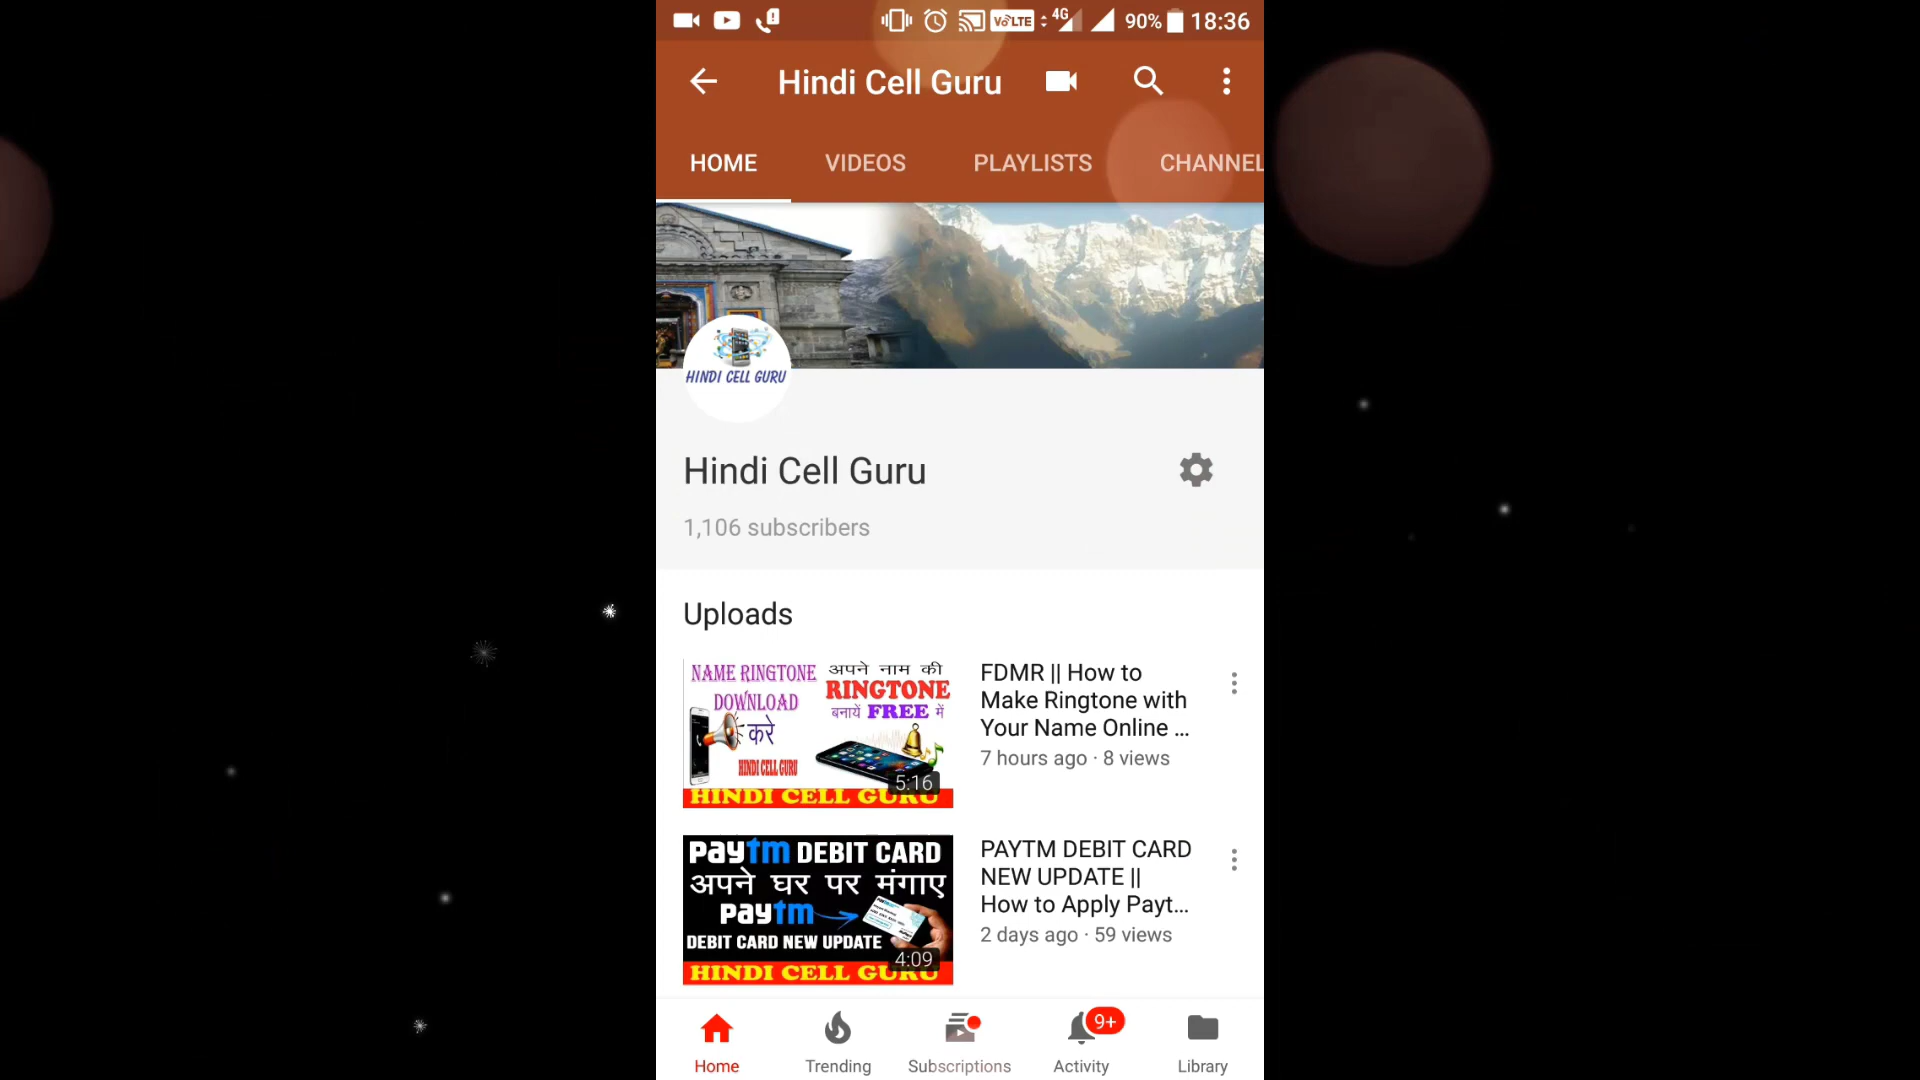 VoLTE 4G 90% 18:36
Hindi Cell Guru
HOME VIDEOS PLAYLISTS CHANNEL
HINDI CELL GURU
Hindi Cell Guru
1,106 subscribers
Uploads
NAME RINGTONE
DOWNLOAD
करे
HINDI CELL GURU
अपने नाम की
RINGTONE
बनायें FREE में
5:16
HINDI CELL GURU
FDMR || How to
Make Ringtone with
Your Name Online ...
7 hours ago · 8 views
paytm DEBIT CARD
अपने घर पर मंगाए
paytm
DEBIT CARD NEW UPDATE
4:09
HINDI CELL GURU
PAYTM DEBIT CARD
NEW UPDATE ||
How to Apply Payt...
2 days ago · 59 views
9+
Home Trending Subscriptions Activity Library